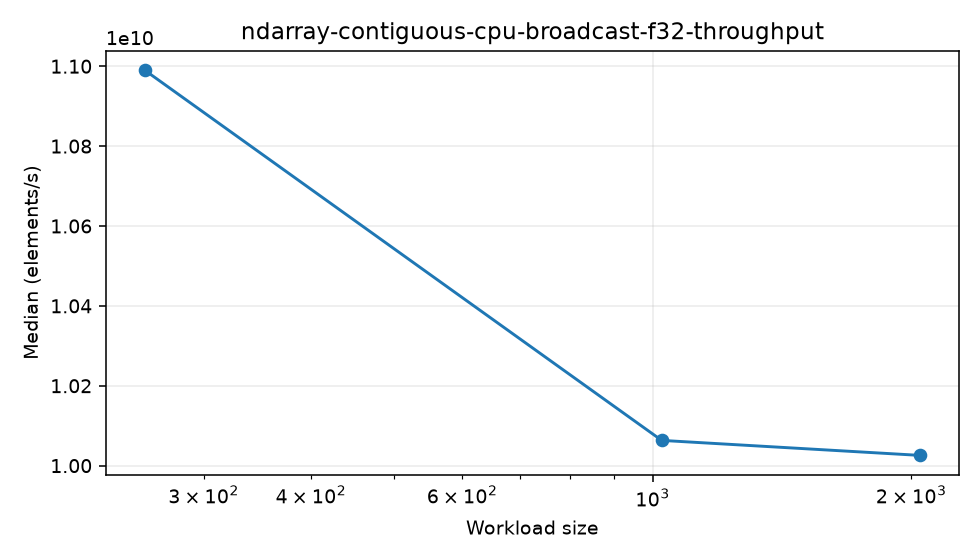 ndarray-contiguous-cpu-broadcast-f32-throughput
1e10
Median (elements/s)
1.10
1.08
1.06
1.04
1.02
1.00
3 × 10² 4 × 10² 6 × 10² 10³ 2 × 10³
Workload size